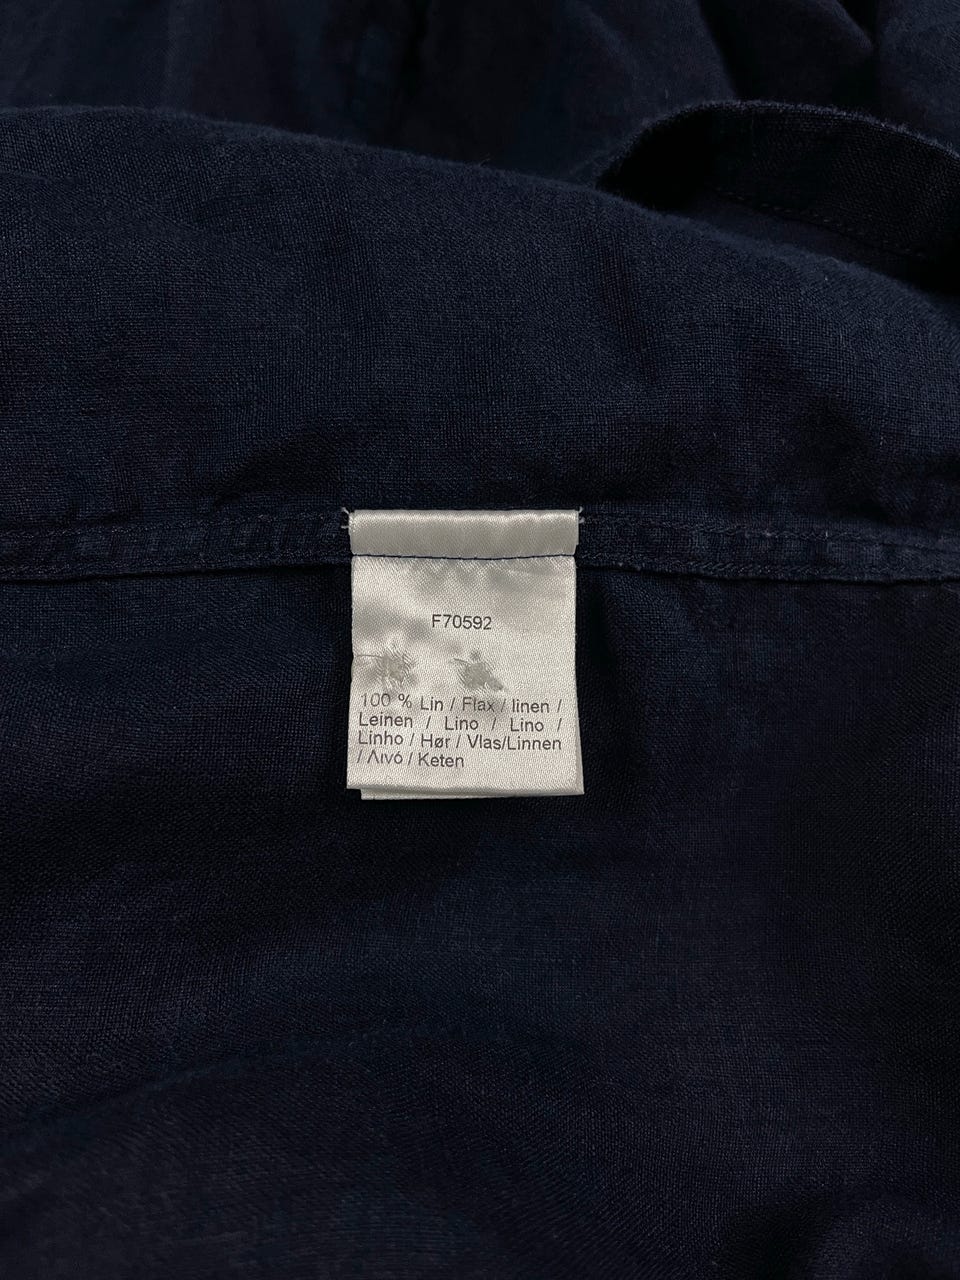 F70592
100 % Lin / Flax / linen /
Leinen / Lino / Lino /
Linho / Hør / Vlas/Linnen
/ Λινό / Keten